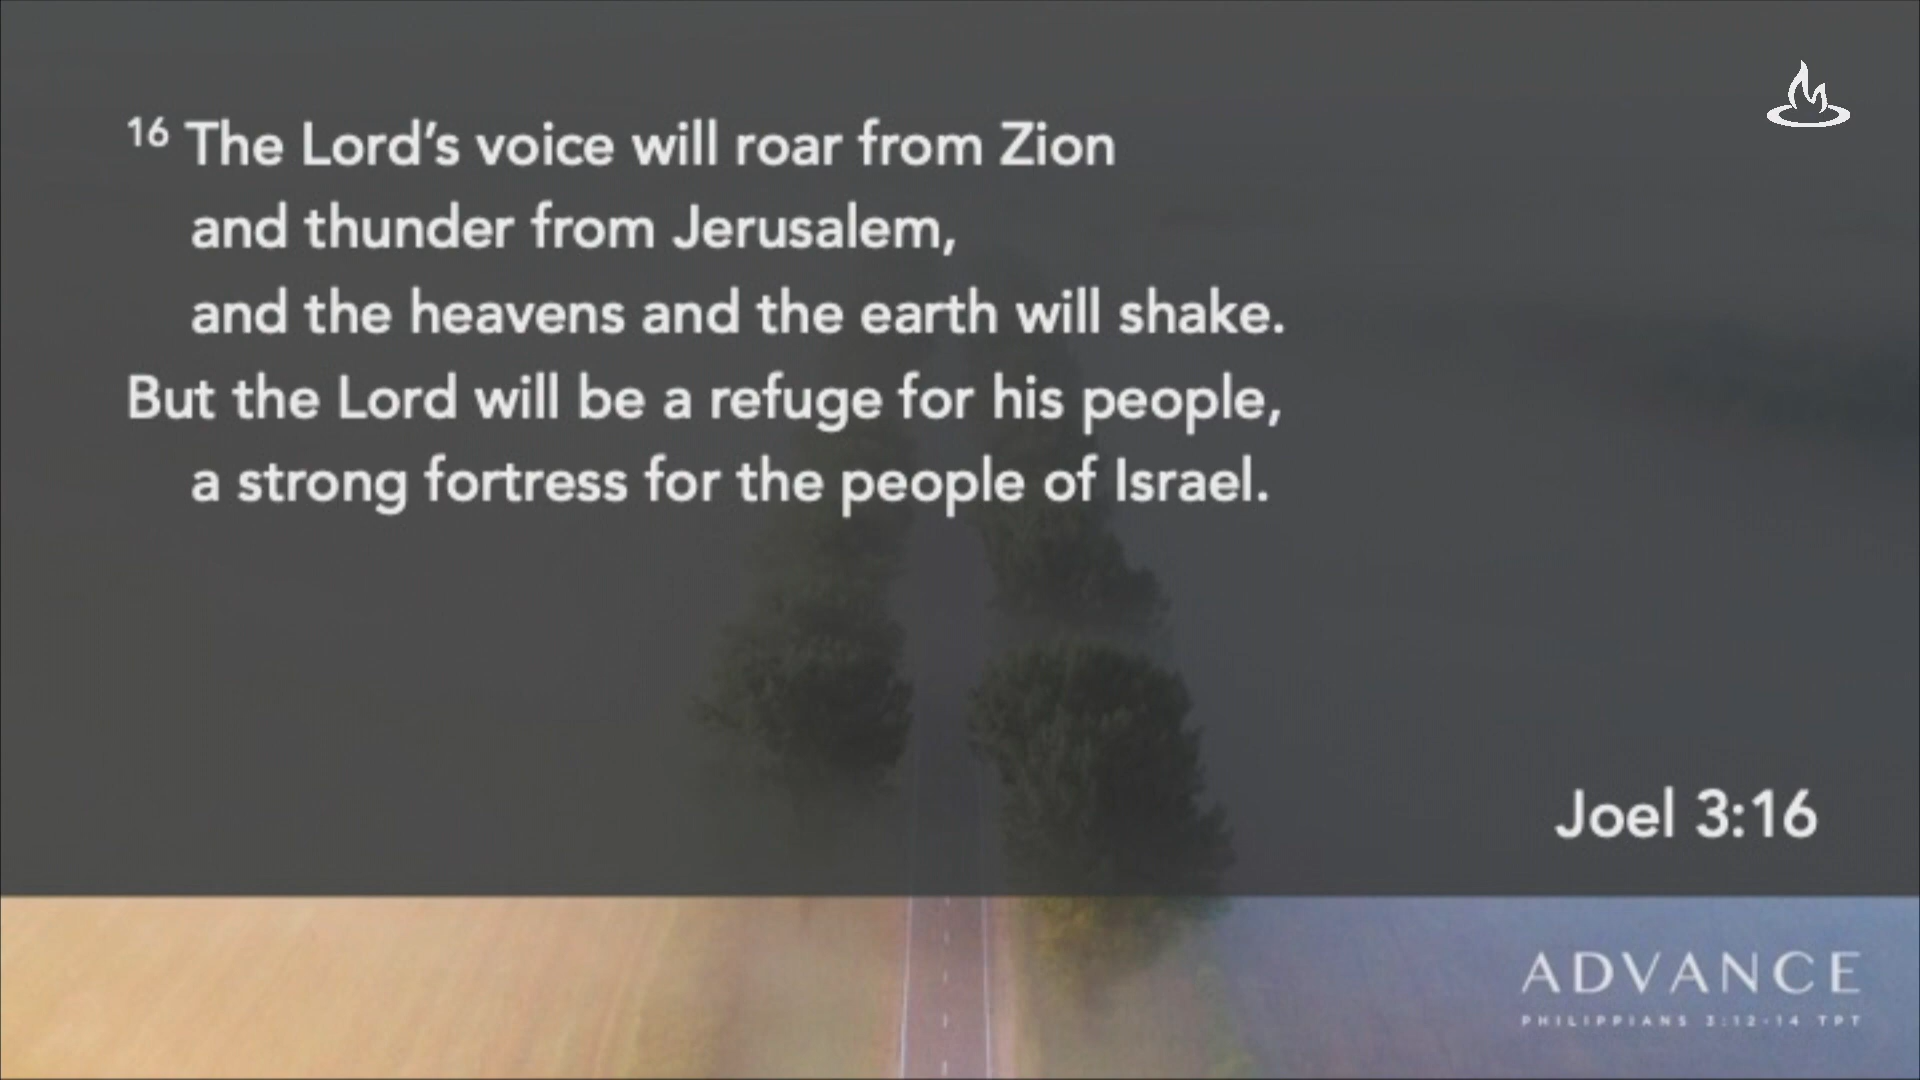 16 The Lord’s voice will roar from Zion
and thunder from Jerusalem,
and the heavens and the earth will shake.
But the Lord will be a refuge for his people,
a strong fortress for the people of Israel.
Joel 3:16
ADVANCE
PHILIPPIANS 3:12-14 TPT